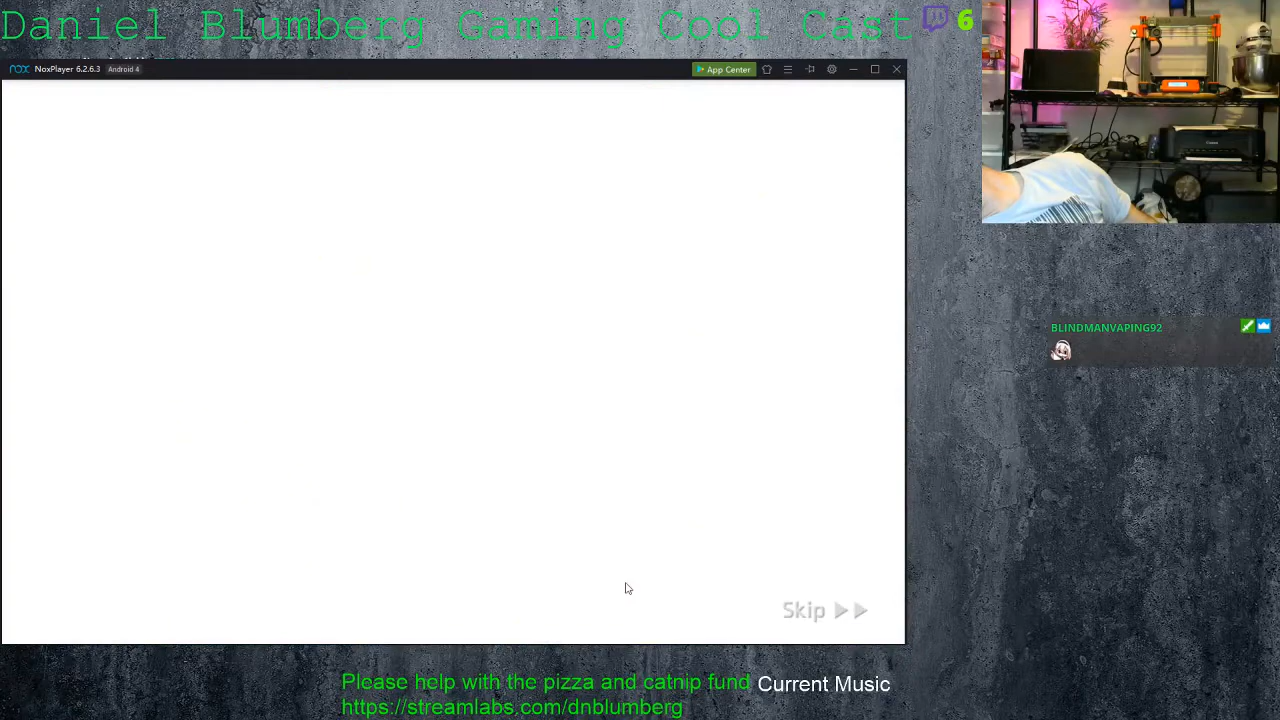 Daniel Blumberg Gaming Cool Cast 6
nox NoxPlayer 6.2.6.3 Android 4 App Center
BLINDMANVAPING92
Skip
Please help with the pizza and catnip fund Current Music
https://streamlabs.com/dnblumberg